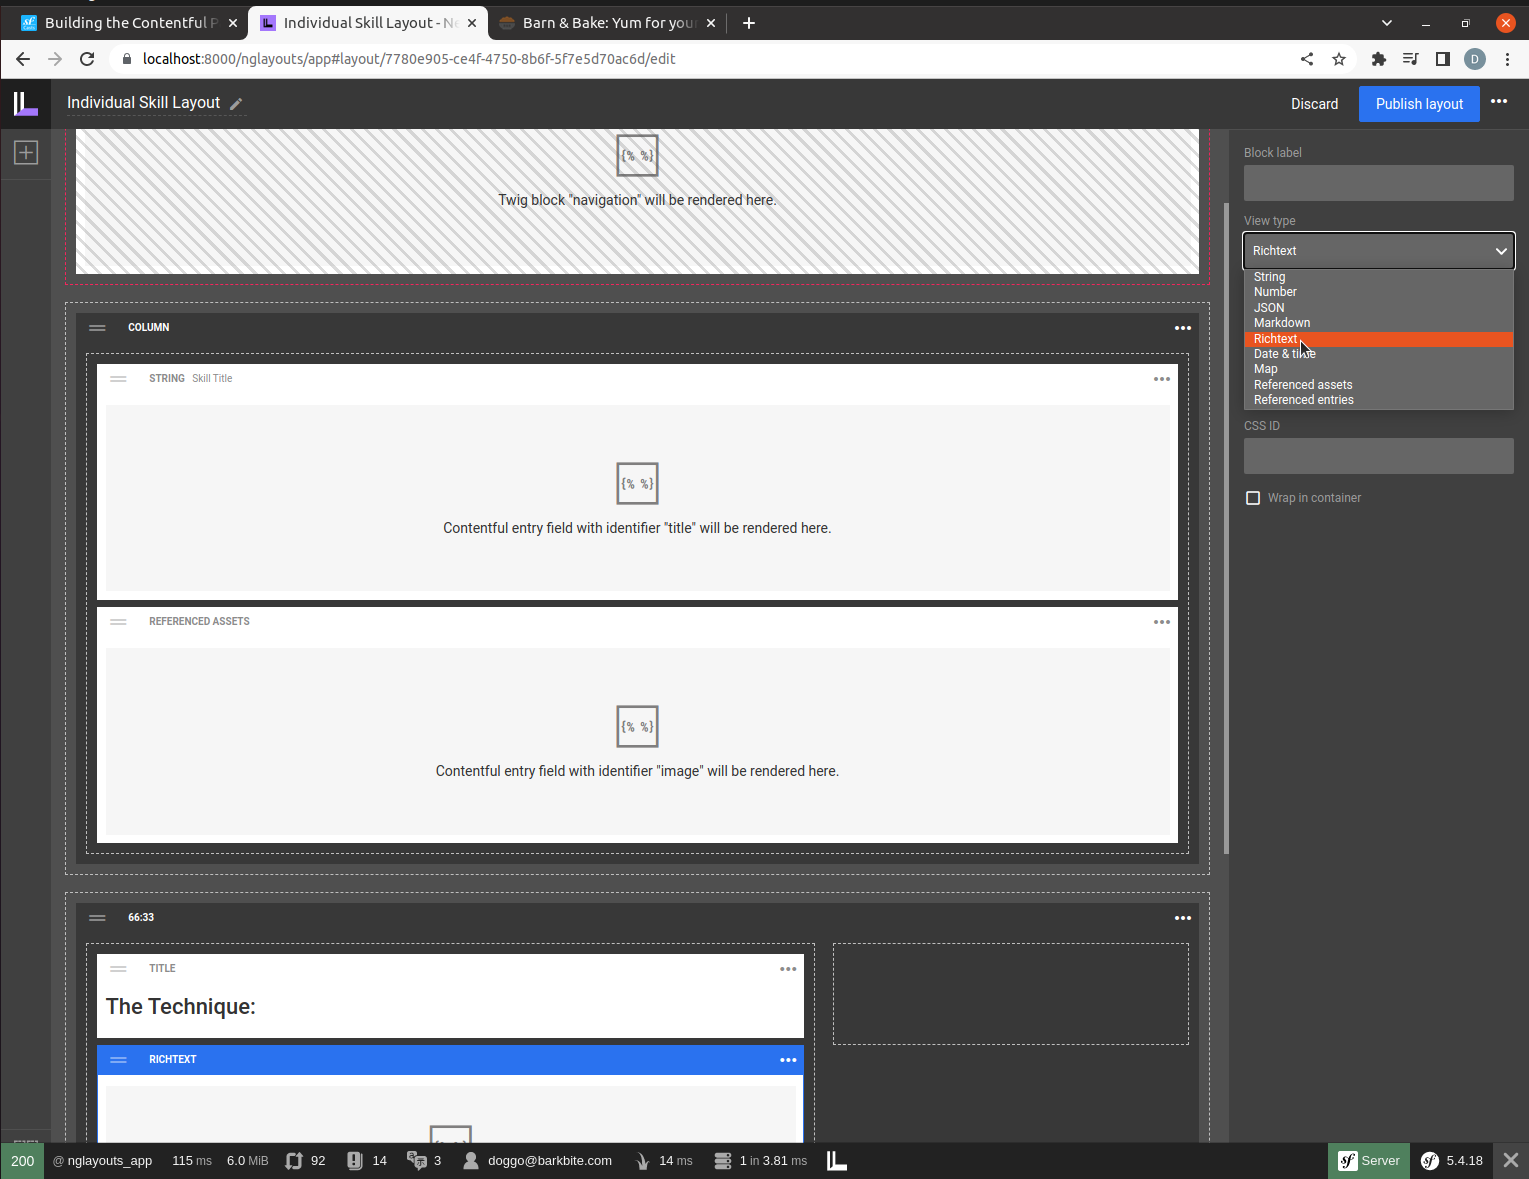 Building the Contentful P
Individual Skill Layout - Ne
Barn & Bake: Yum for your
localhost:8000/nglayouts/app#layout/7780e905-ce4f-4750-8b6f-5f7e5d70ac6d/edit
D
Individual Skill Layout
Discard
Publish layout
{% %}
Twig block "navigation" will be rendered here.
Block label
View type
Richtext
String
Number
JSON
Markdown
Richtext
Date & time
Map
Referenced assets
Referenced entries
CSS ID
Wrap in container
COLUMN
STRING Skill Title
{% %}
Contentful entry field with identifier "title" will be rendered here.
REFERENCED ASSETS
{% %}
Contentful entry field with identifier "image" will be rendered here.
66:33
TITLE
The Technique:
RICHTEXT
200 @ nglayouts_app 115 ms 6.0 MiB 92 14 3 doggo@barkbite.com 14 ms 1 in 3.81 ms sf Server sf 5.4.18